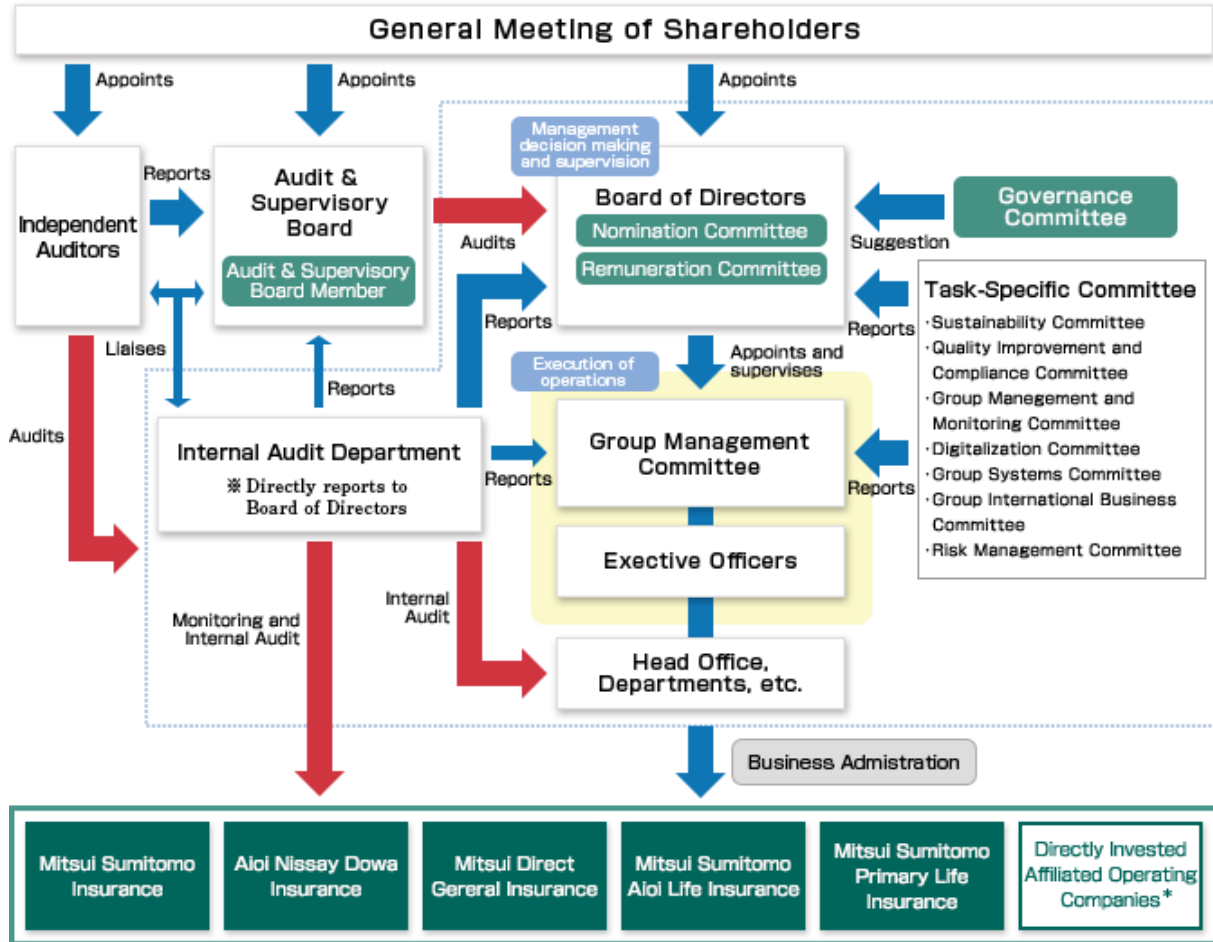 General Meeting of Shareholders
Appoints
Appoints
Appoints
Management
decision making
and supervision
Independent
Auditors
Reports
Audit &
Supervisory
Board
Audit & Supervisory
Board Member
Audits
Board of Directors
Nomination Committee
Remuneration Committee
Suggestion
Governance
Committee
Reports
Reports
Task-Specific Committee
·Sustainability Committee
·Quality Improvement and
Compliance Committee
·Group Manegement and
Monitoring Committee
·Digitalization Committee
·Group Systems Committee
·Group International Business
Committee
·Risk Management Committee
Liaises
Reports
Execution of
operations
Appoints and
supervises
Audits
Internal Audit Department
※ Directly reports to
Board of Directors
Reports
Group Management
Committee
Reports
Exective Officers
Monitoring and
Internal Audit
Internal
Audit
Head Office,
Departments, etc.
Business Admistration
Mitsui Sumitomo
Insurance
Aioi Nissay Dowa
Insurance
Mitsui Direct
Gereral Insurance
Mitsui Sumitomo
Aioi Life Insurance
Mitsui Sumitomo
Primary Life
Insurance
Directly Invested
Affiliated Operating
Companies*